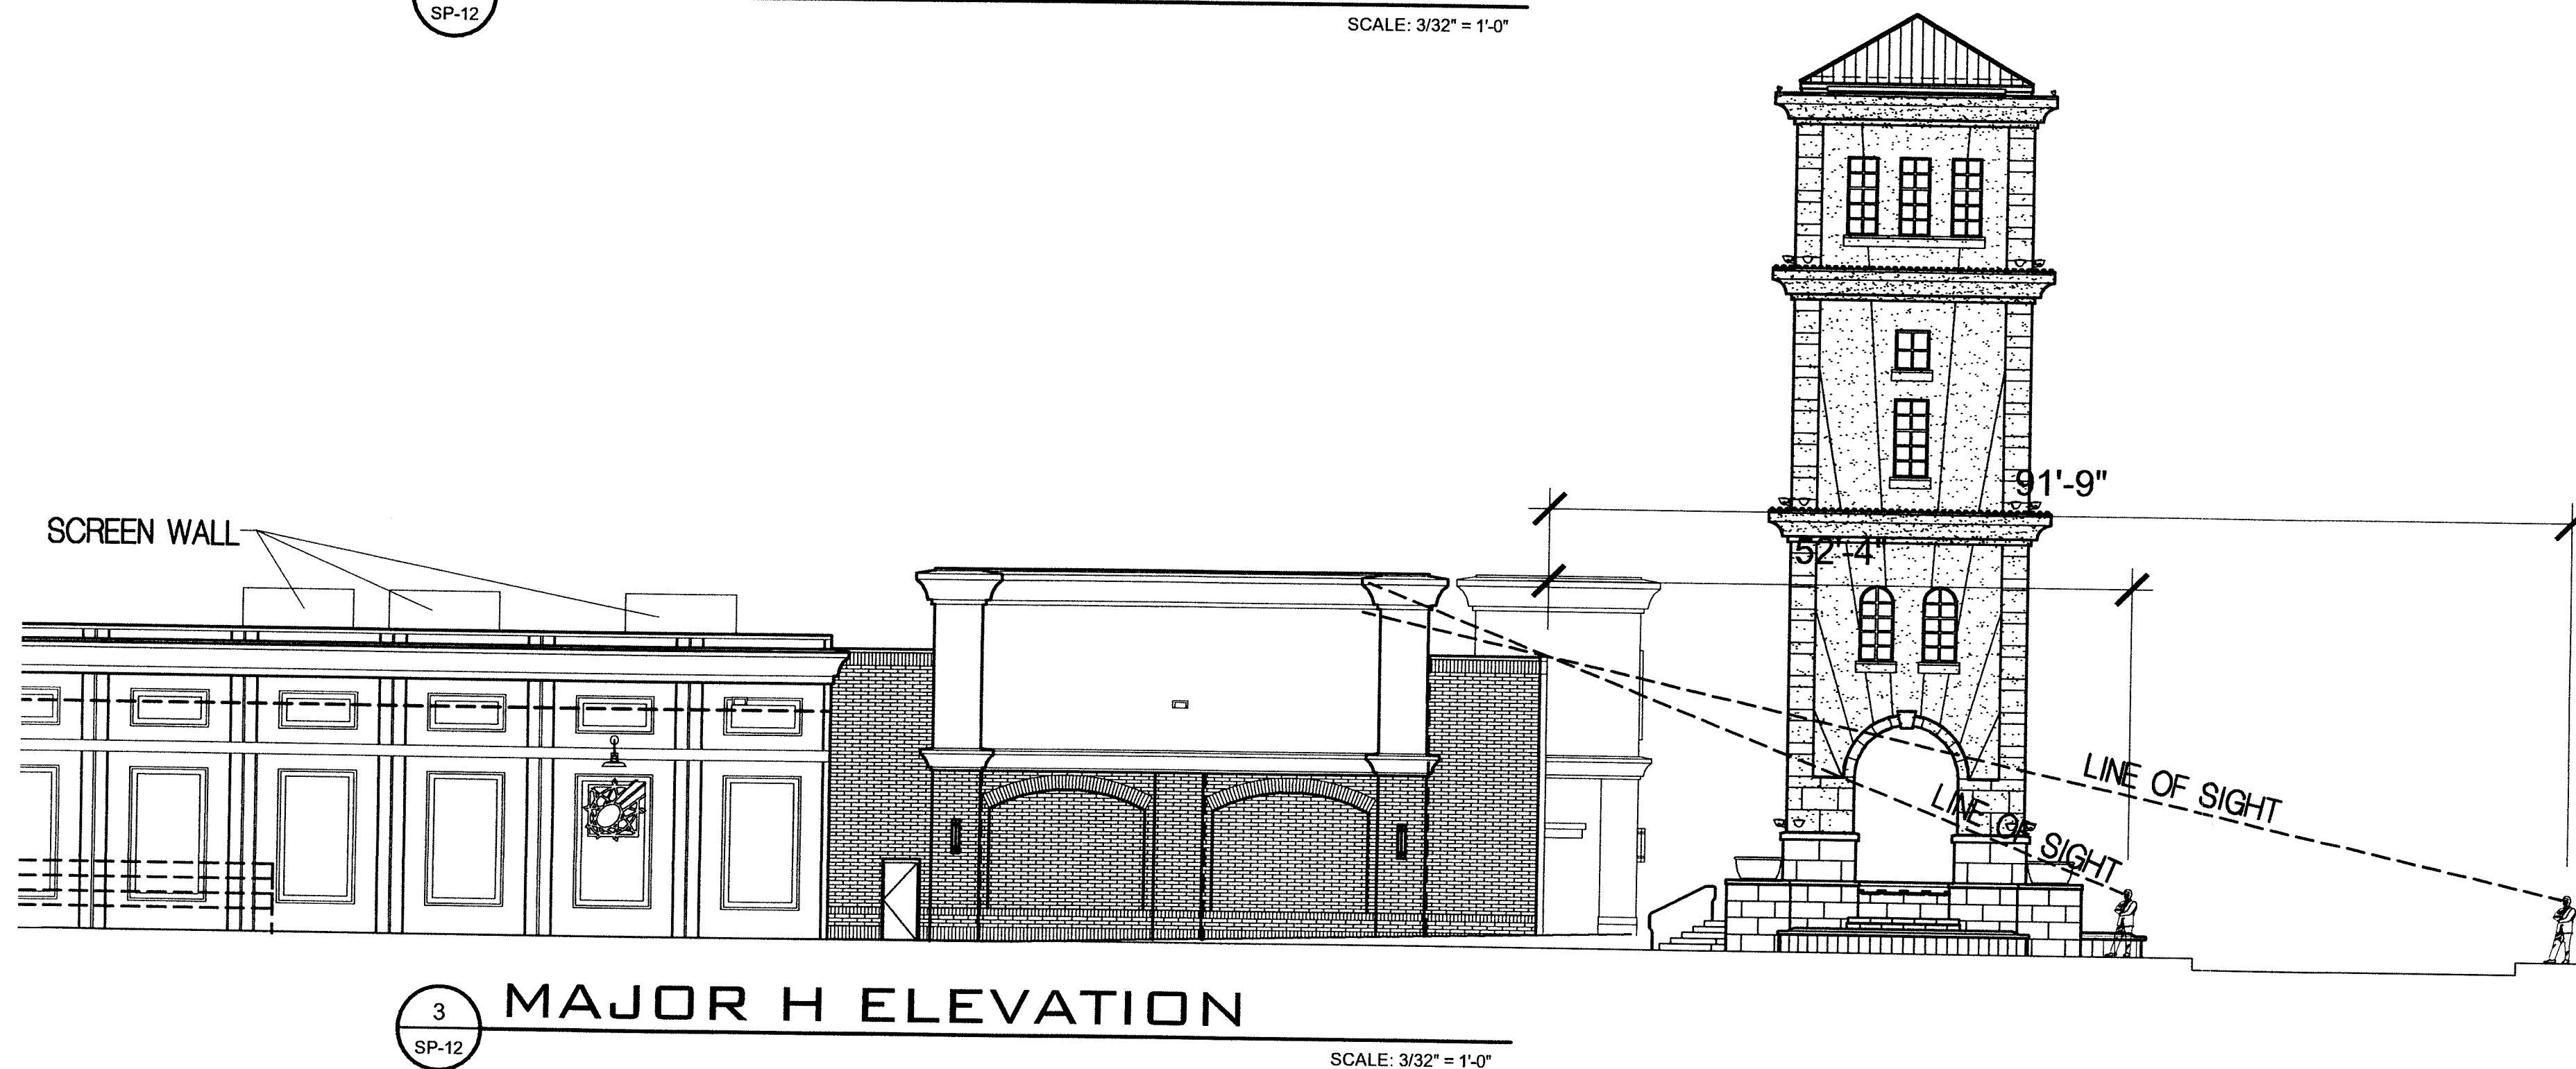 SP-12
SCALE: 3/32" = 1'-0"
91'-9"
SCREEN WALL
52'-4"
LINE OF SIGHT
LINE OF SIGHT
3
MAJOR H ELEVATION
SP-12
SCALE: 3/32" = 1'-0"